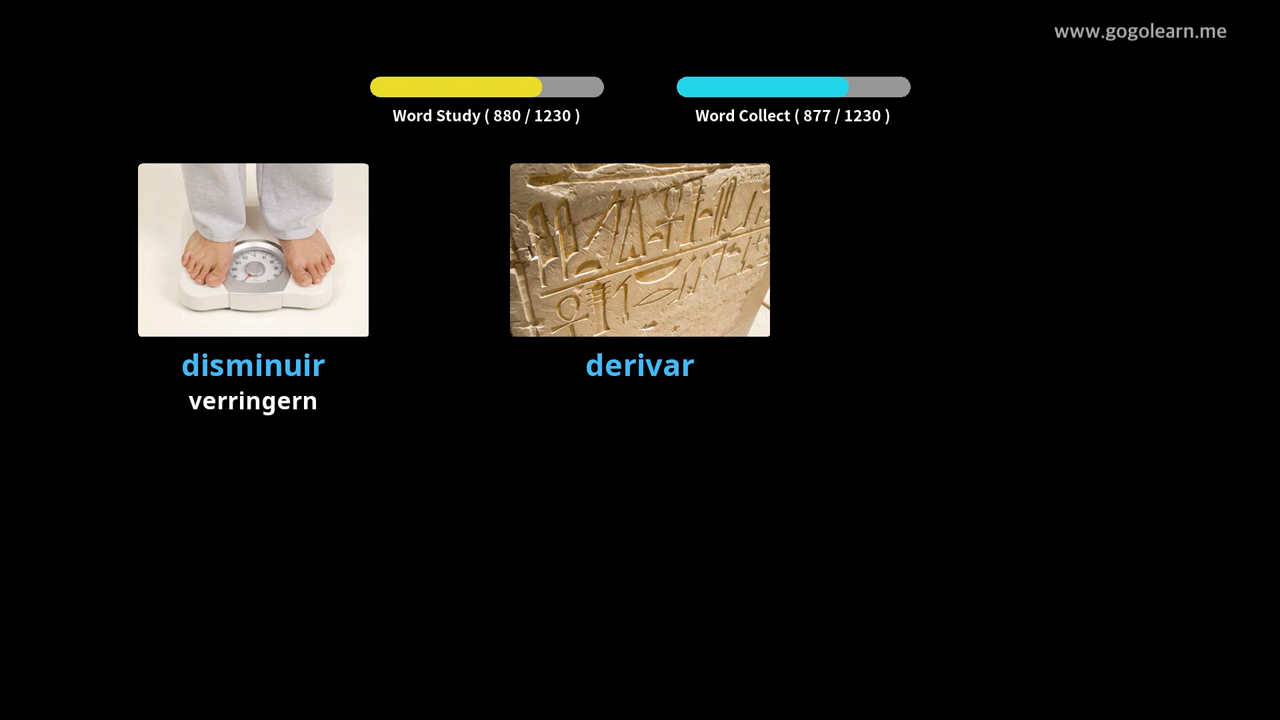 www.gogolearn.me
Word Study ( 880 / 1230 )
Word Collect ( 877 / 1230 )
disminuir
verringern
derivar